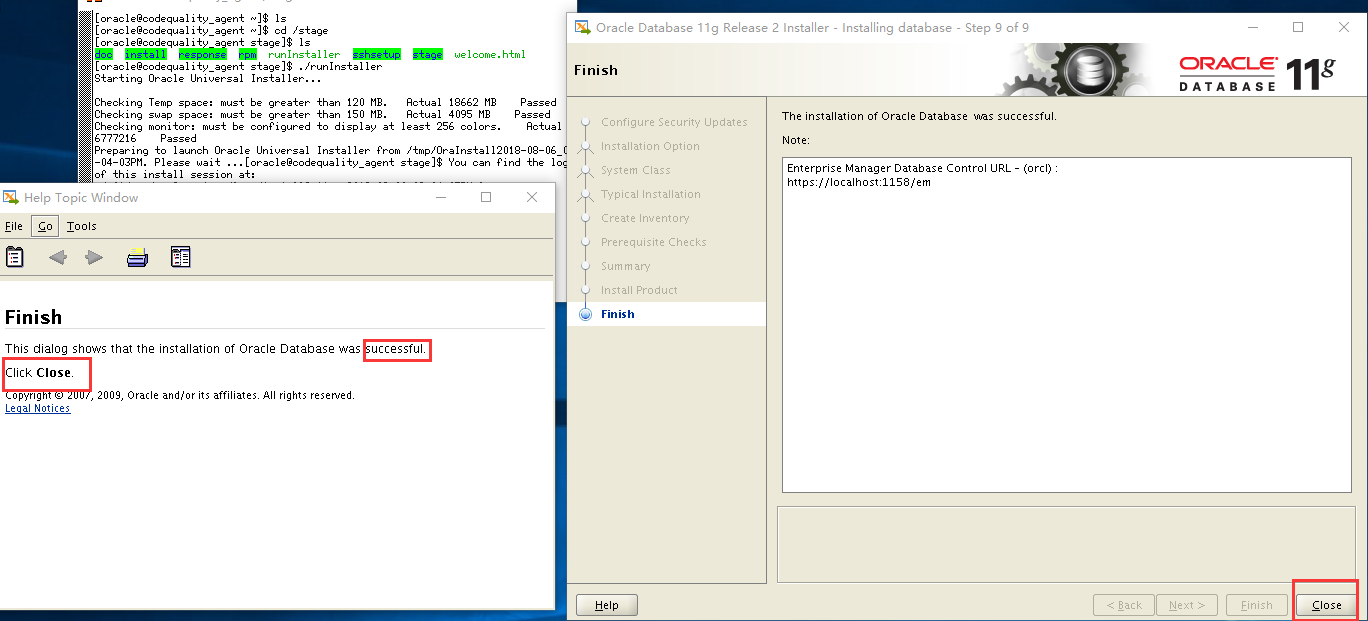 [oracle@codequality_agent ~]$ ls
[oracle@codequality_agent ~]$ cd /stage
[oracle@codequality_agent stage]$ ls
doc install response rpm runInstaller sshsetup stage welcome.html
[oracle@codequality_agent stage]$ ./runInstaller
Starting Oracle Universal Installer...
Checking Temp space: must be greater than 120 MB. Actual 18662 MB Passed
Checking swap space: must be greater than 150 MB. Actual 4095 MB Passed
Checking monitor: must be configured to display at least 256 colors. Actual
6777216 Passed
Preparing to launch Oracle Universal Installer from /tmp/OraInstall2018-08-06_0
-04-03PM. Please wait ...[oracle@codequality_agent stage]$ You can find the log
of this install session at:
Help Topic Window
File Go Tools
Finish
This dialog shows that the installation of Oracle Database was successful.
Click Close.
Copyright © 2007, 2009, Oracle and/or its affiliates. All rights reserved.
Legal Notices
Oracle Database 11g Release 2 Installer - Installing database - Step 9 of 9
Finish
ORACLE
DATABASE 11g
Configure Security Updates
Installation Option
System Class
Typical Installation
Create Inventory
Prerequisite Checks
Summary
Install Product
Finish
The installation of Oracle Database was successful.
Note:
Enterprise Manager Database Control URL - (orcl) :
https://localhost:1158/em
Help
< Back Next > Finish Close